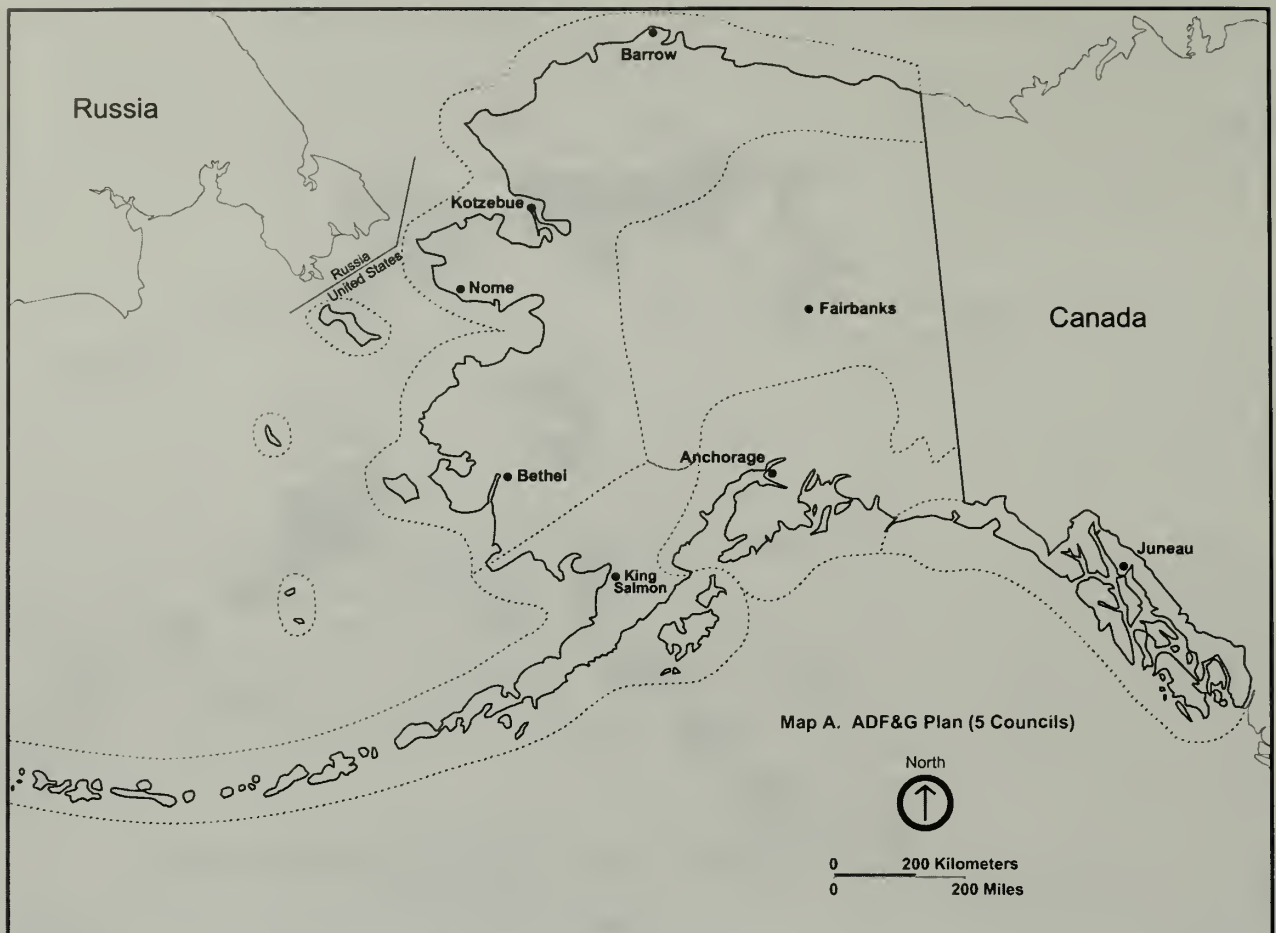 Barrow
Russia
Kotzebue
Russia
United States
Nome
Fairbanks
Canada
Anchorage
Bethei
King
Salmon
Juneau
Map A. ADF&G Plan (5 Councils)
North
0 200 Kilometers
0 200 Miles